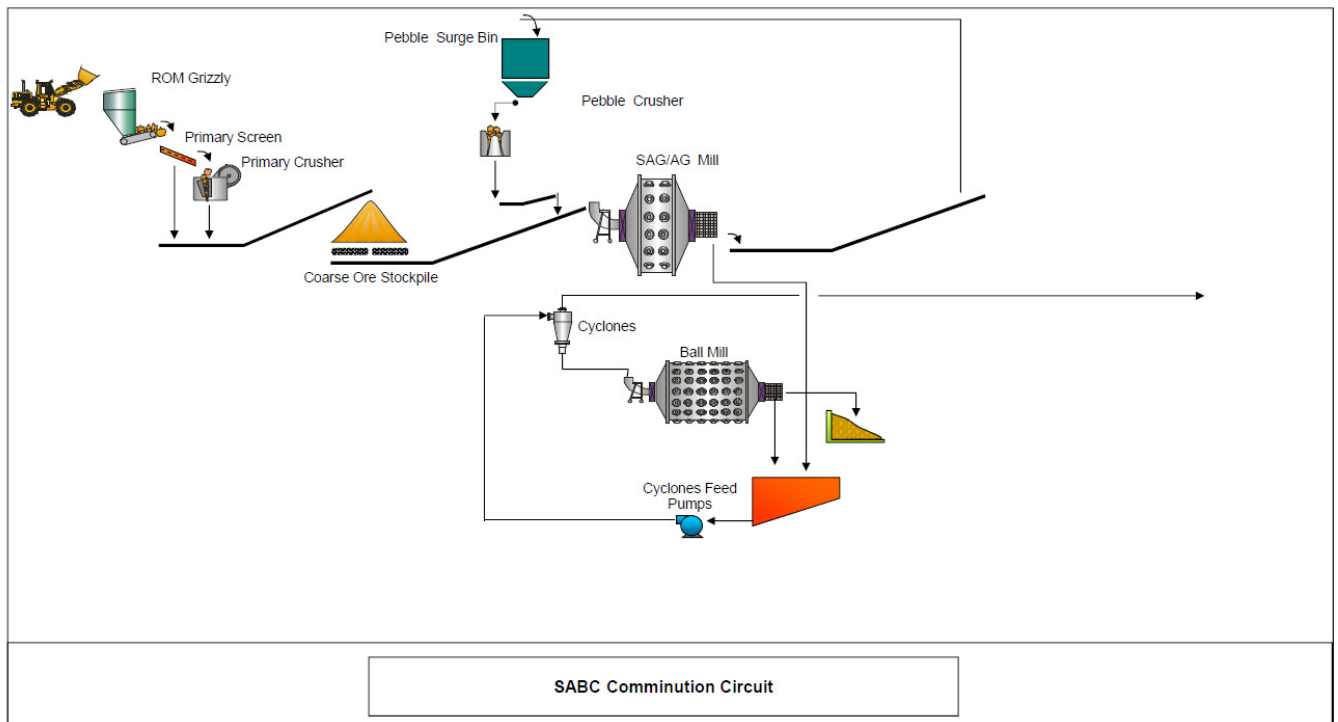 Pebble Surge Bin
ROM Grizzly
Pebble Crusher
Primary Screen
Primary Crusher
SAG/AG Mill
Coarse Ore Stockpile
Cyclones
Ball Mill
Cyclones Feed
Pumps
SABC Comminution Circuit